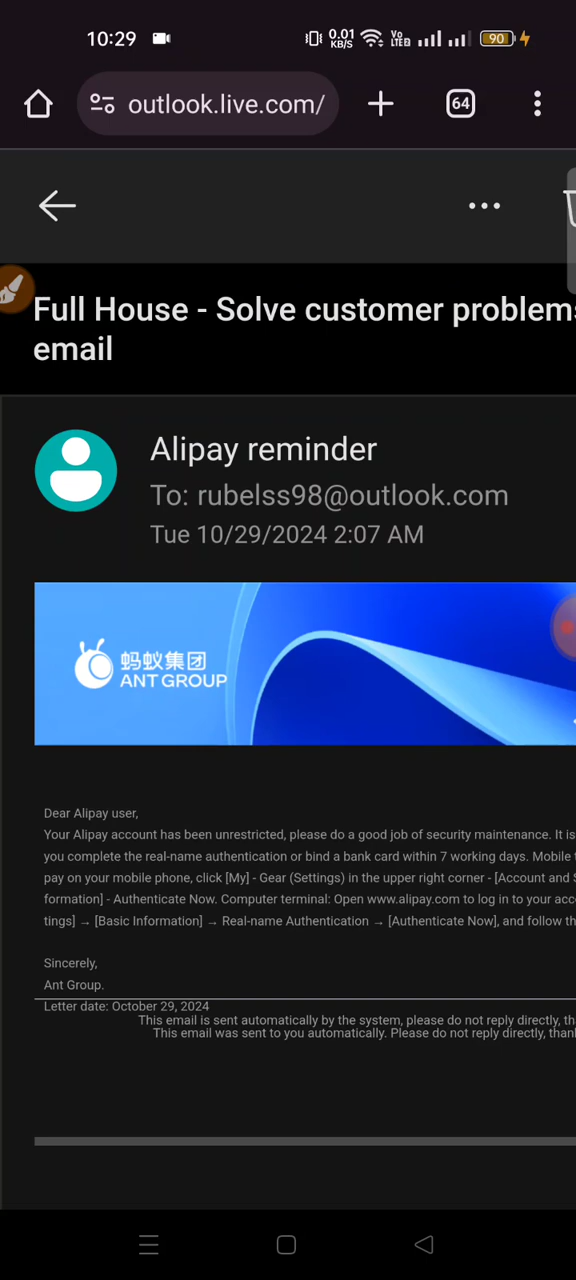 10:29
0.01 KB/S
Vo LTE2
90
outlook.live.com/
64
Full House - Solve customer problem
email
Alipay reminder
To: rubelss98@outlook.com
Tue 10/29/2024 2:07 AM
蚂蚁集团
ANT GROUP
Dear Alipay user,
Your Alipay account has been unrestricted, please do a good job of security maintenance. It is
you complete the real-name authentication or bind a bank card within 7 working days. Mobile
pay on your mobile phone, click [My] - Gear (Settings) in the upper right corner - [Account and
formation] - Authenticate Now. Computer terminal: Open www.alipay.com to log in to your
tings] → [Basic Information] → Real-name Authentication → [Authenticate Now], and follow
Sincerely,
Ant Group.
Letter date: October 29, 2024
This email is sent automatically by the system, please do not reply directly,
This email was sent to you automatically. Please do not reply directly,